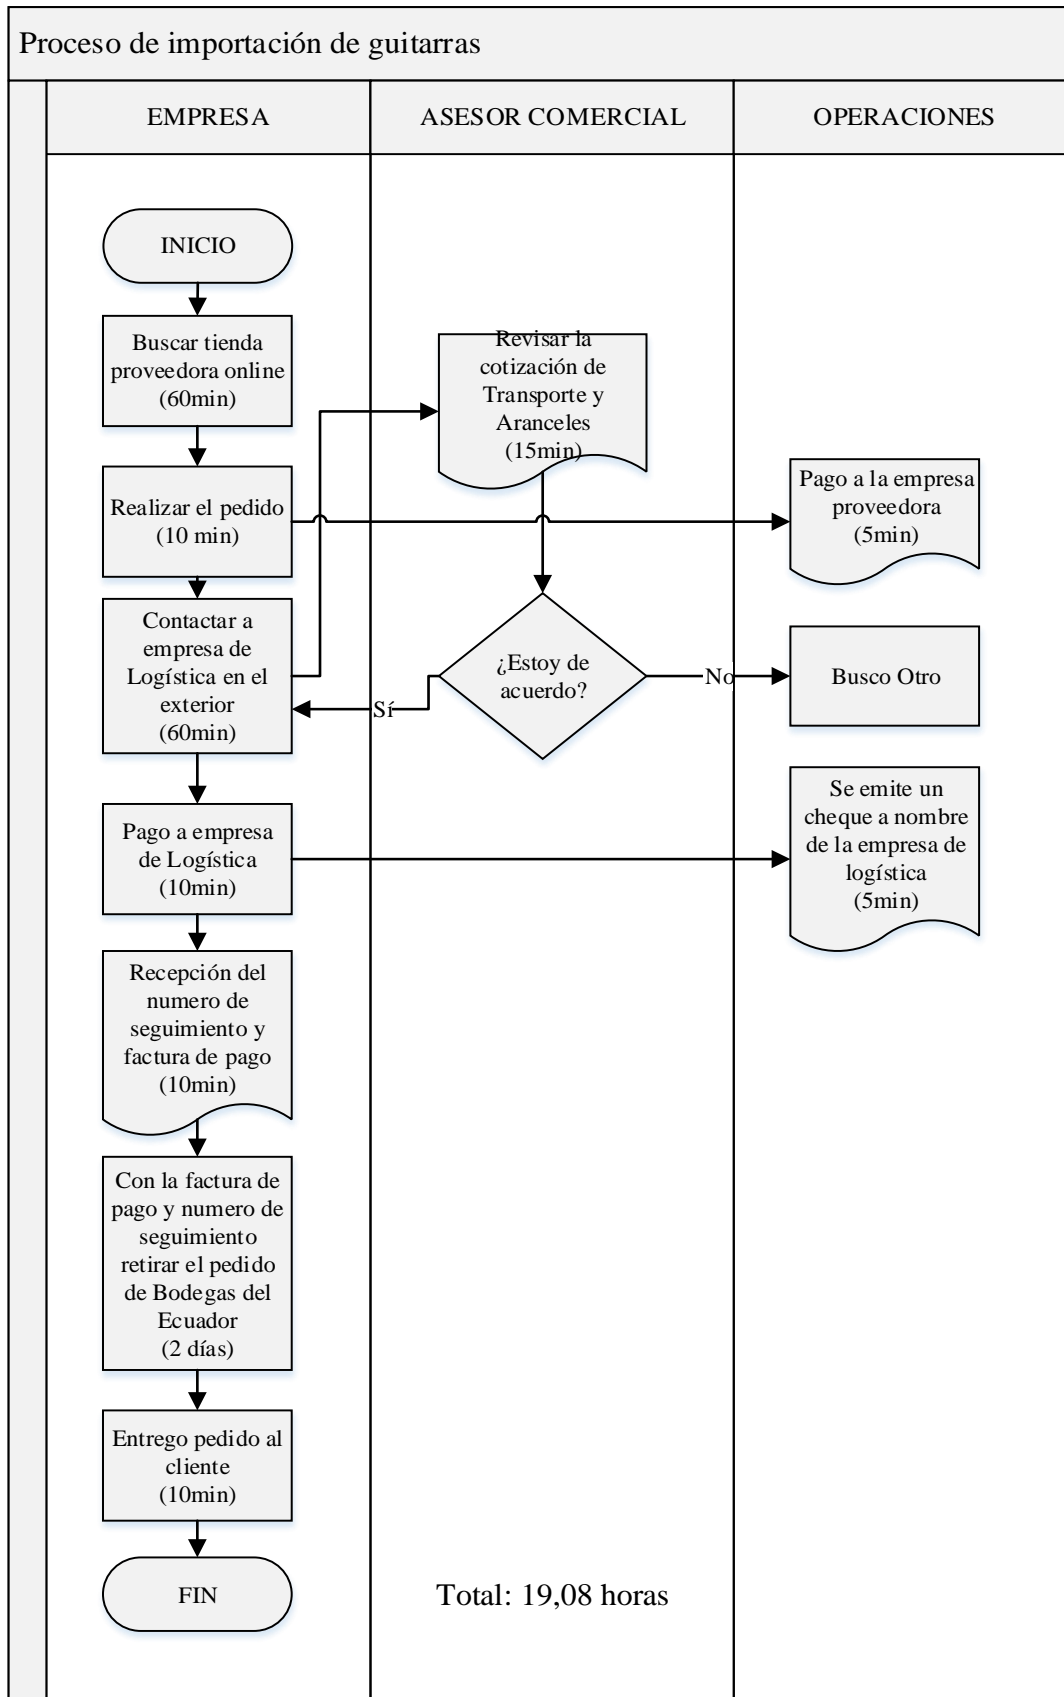 Proceso de importación de guitarras
EMPRESA
ASESOR COMERCIAL
OPERACIONES
INICIO
Buscar tienda
proveedora online
(60min)
Realizar el pedido
(10 min)
Contactar a
empresa de
Logística en el
exterior
(60min)
Pago a empresa
de Logística
(10min)
Recepción del
numero de
seguimiento y
factura de pago
(10min)
Con la factura de
pago y numero de
seguimiento
retirar el pedido
de Bodegas del
Ecuador
(2 días)
Entrego pedido al
cliente
(10min)
FIN
Revisar la
cotización de
Transporte y
Aranceles
(15min)
¿Estoy de
acuerdo?
Sí
No
Total: 19,08 horas
Pago a la empresa
proveedora
(5min)
Busco Otro
Se emite un
cheque a nombre
de la empresa de
logística
(5min)